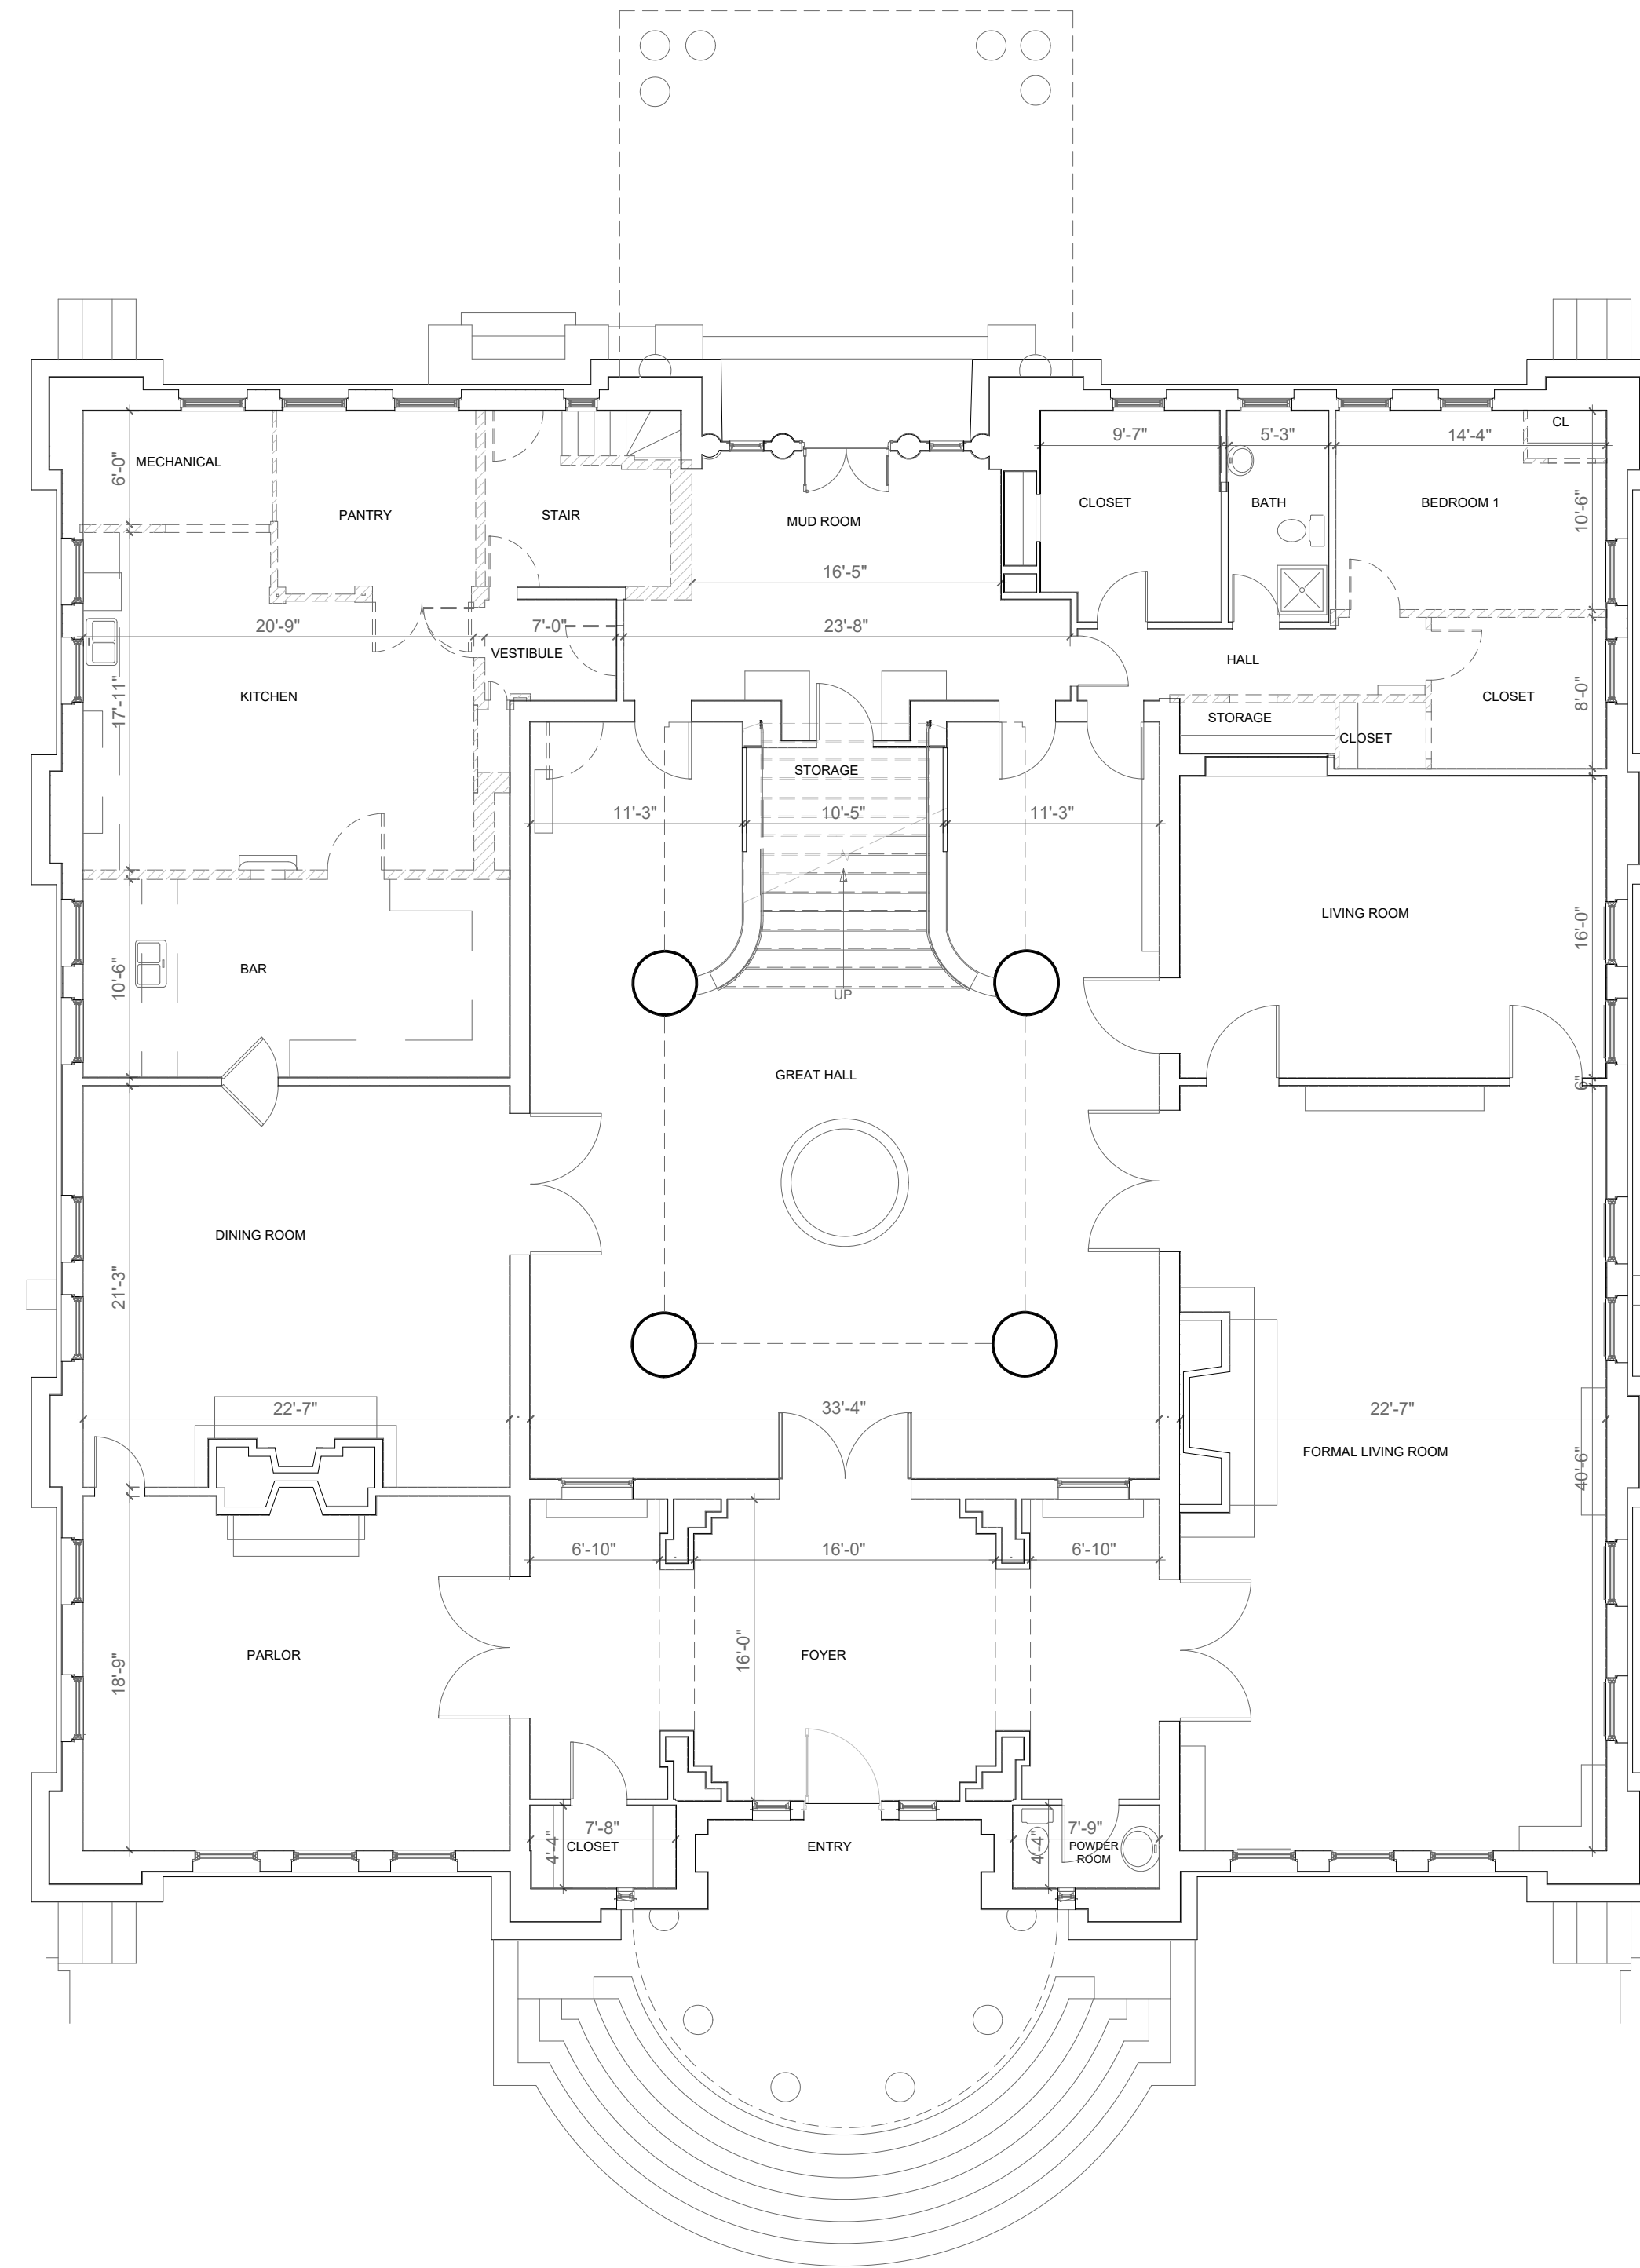 CL
9'-7"
5'-3"
14'-4"
MECHANICAL
6'-0"
PANTRY
STAIR
MUD ROOM
CLOSET
BATH
BEDROOM 1
10'-6"
16'-5"
20'-9"
7'-0"
23'-8"
VESTIBULE
HALL
KITCHEN
17'-11"
CLOSET
8'-0"
STORAGE
CLOSET
STORAGE
11'-3"
10'-5"
11'-3"
LIVING ROOM
16'-0"
BAR
10'-6"
UP
GREAT HALL
6"
DINING ROOM
21'-3"
22'-7"
33'-4"
22'-7"
FORMAL LIVING ROOM
40'-6"
6'-10"
16'-0"
6'-10"
PARLOR
18'-9"
16'-0"
FOYER
7'-8"
4'-4"
CLOSET
ENTRY
7'-9"
4'-4"
POWDER
ROOM